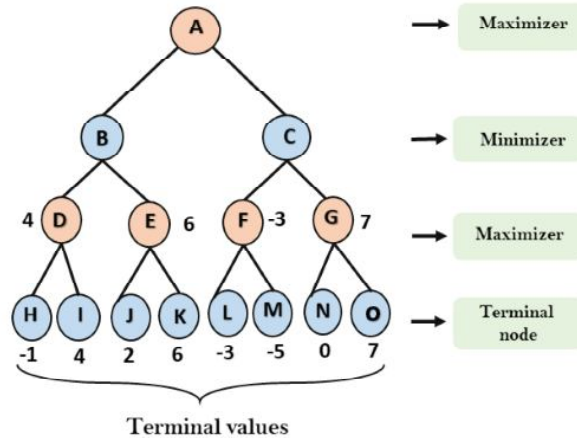 A
Maximizer
B
C
Minimizer
4 D
E 6
F -3
G 7
Maximizer
H I J K L M N O
Terminal
node
-1 4 2 6 -3 -5 0 7
Terminal values